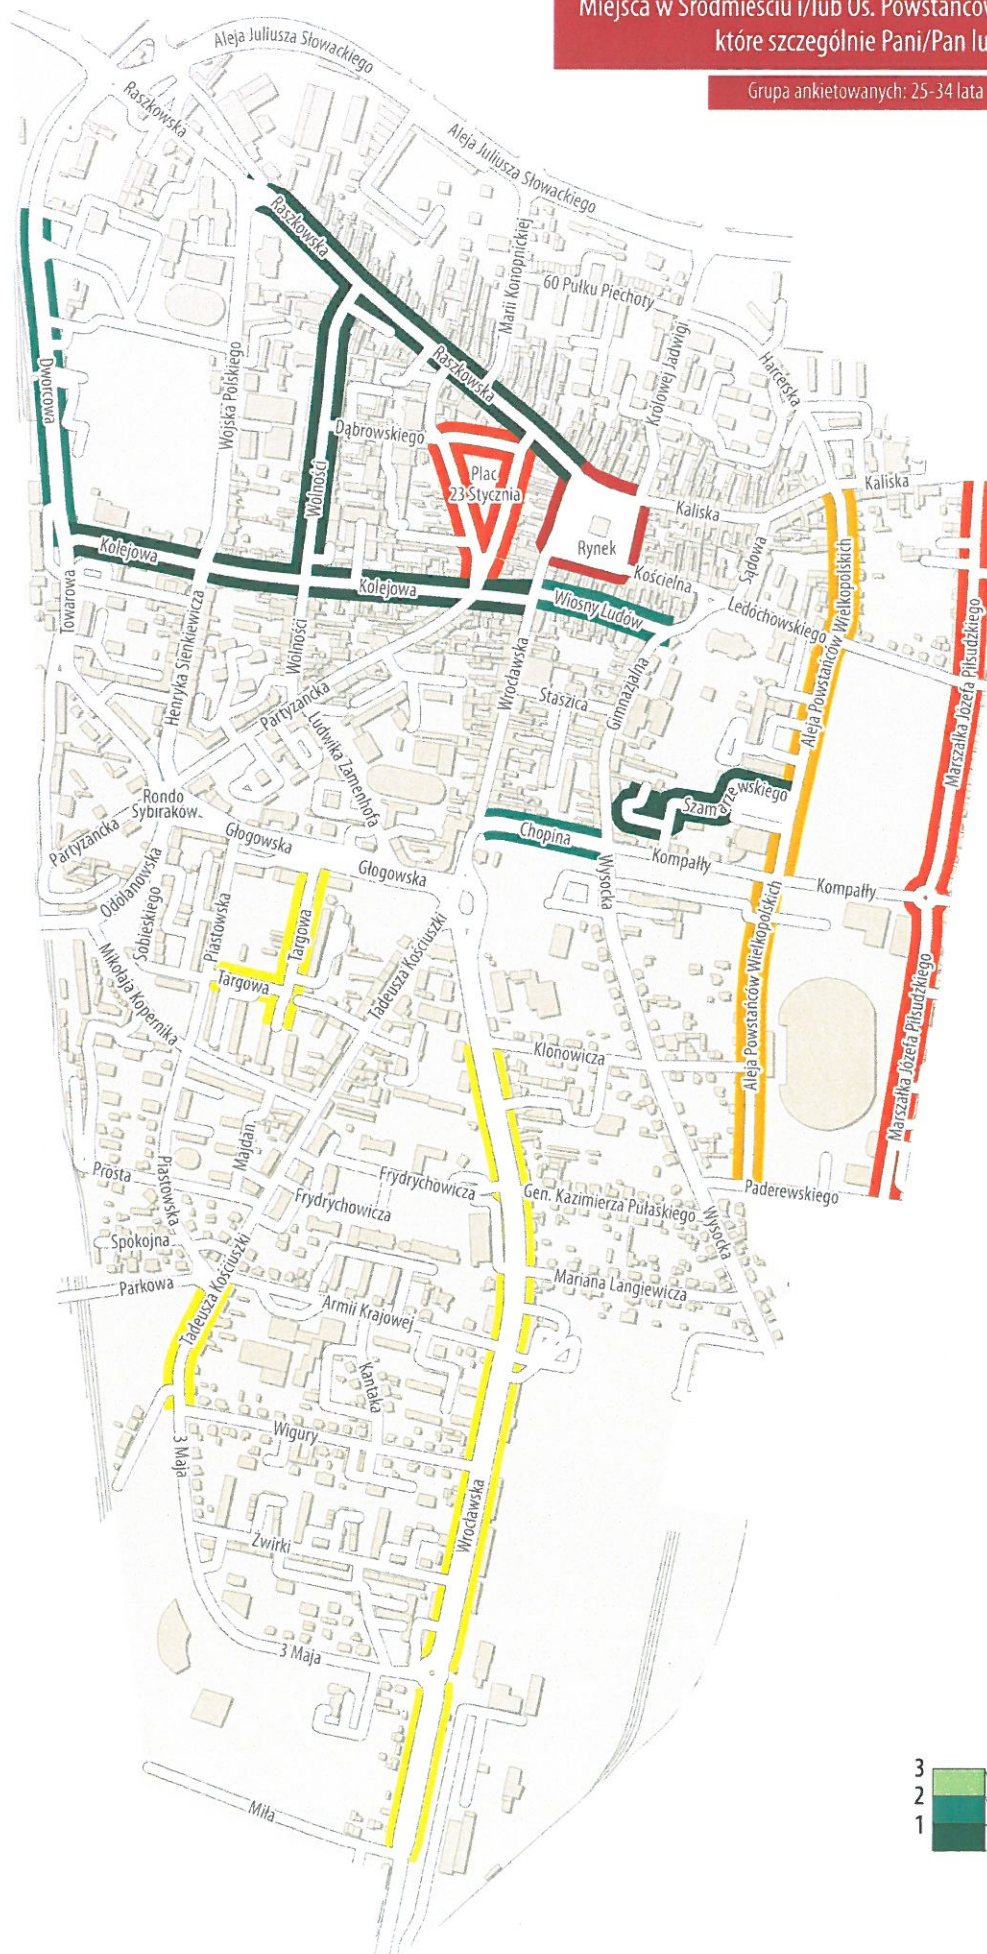 Miejsca w Śródmieściu i/lub Os. Powstańców
które szczególnie Pani/Pan lu
Grupa ankietowanych: 25-34 lata
Aleja Juliusza Słowackiego
Raszkowska
Aleja Juliusza Słowackiego
Raszkowska
Marii Konopnickiej
60 Pułku Piechoty
Królowej Jadwigi
Harcerska
Raszkowska
Dworcowa
Wojska Polskiego
Dąbrowskiego
Plac
23 Stycznia
Wolności
Kaliska
Kaliska
Rynek
Kościelna
Sądowa
Kolejowa
Kolejowa
Wiosny Ludów
Ledóchowskiego
Aleja Powstańców Wielkopolskich
Marszałka Józefa Piłsudzkiego
Towarowa
Henryka Sienkiewicza
Wolności
Wrocławska
Staszica
Gimnazjalna
Partyzancka
Ludwika Zamenhofa
Szamarzewskiego
Rondo
Sybiraków
Partyzancka
Głogowska
Głogowska
Chopina
Kompałły
Kompałły
Wysocka
Odolanowska
Sobieskiego
Piastowska
Targowa
Targowa
Tadeusza Kościuszki
Mikołaja Kopernika
Aleja Powstańców Wielkopolskich
Marszałka Józefa Piłsudzkiego
Klonowicza
Majdan
Prosta
Piastowska
Frydrychowicza
Frydrychowicza
Gen. Kazimierza Pułaskiego
Paderewskiego
Wysocka
Spokojna
Parkowa
Tadeusza Kościuszki
Mariana Langiewicza
Armii Krajowej
Kantaka
Wigury
3 Maja
Wrocławska
Żwirki
3 Maja
Miła
3
2
1